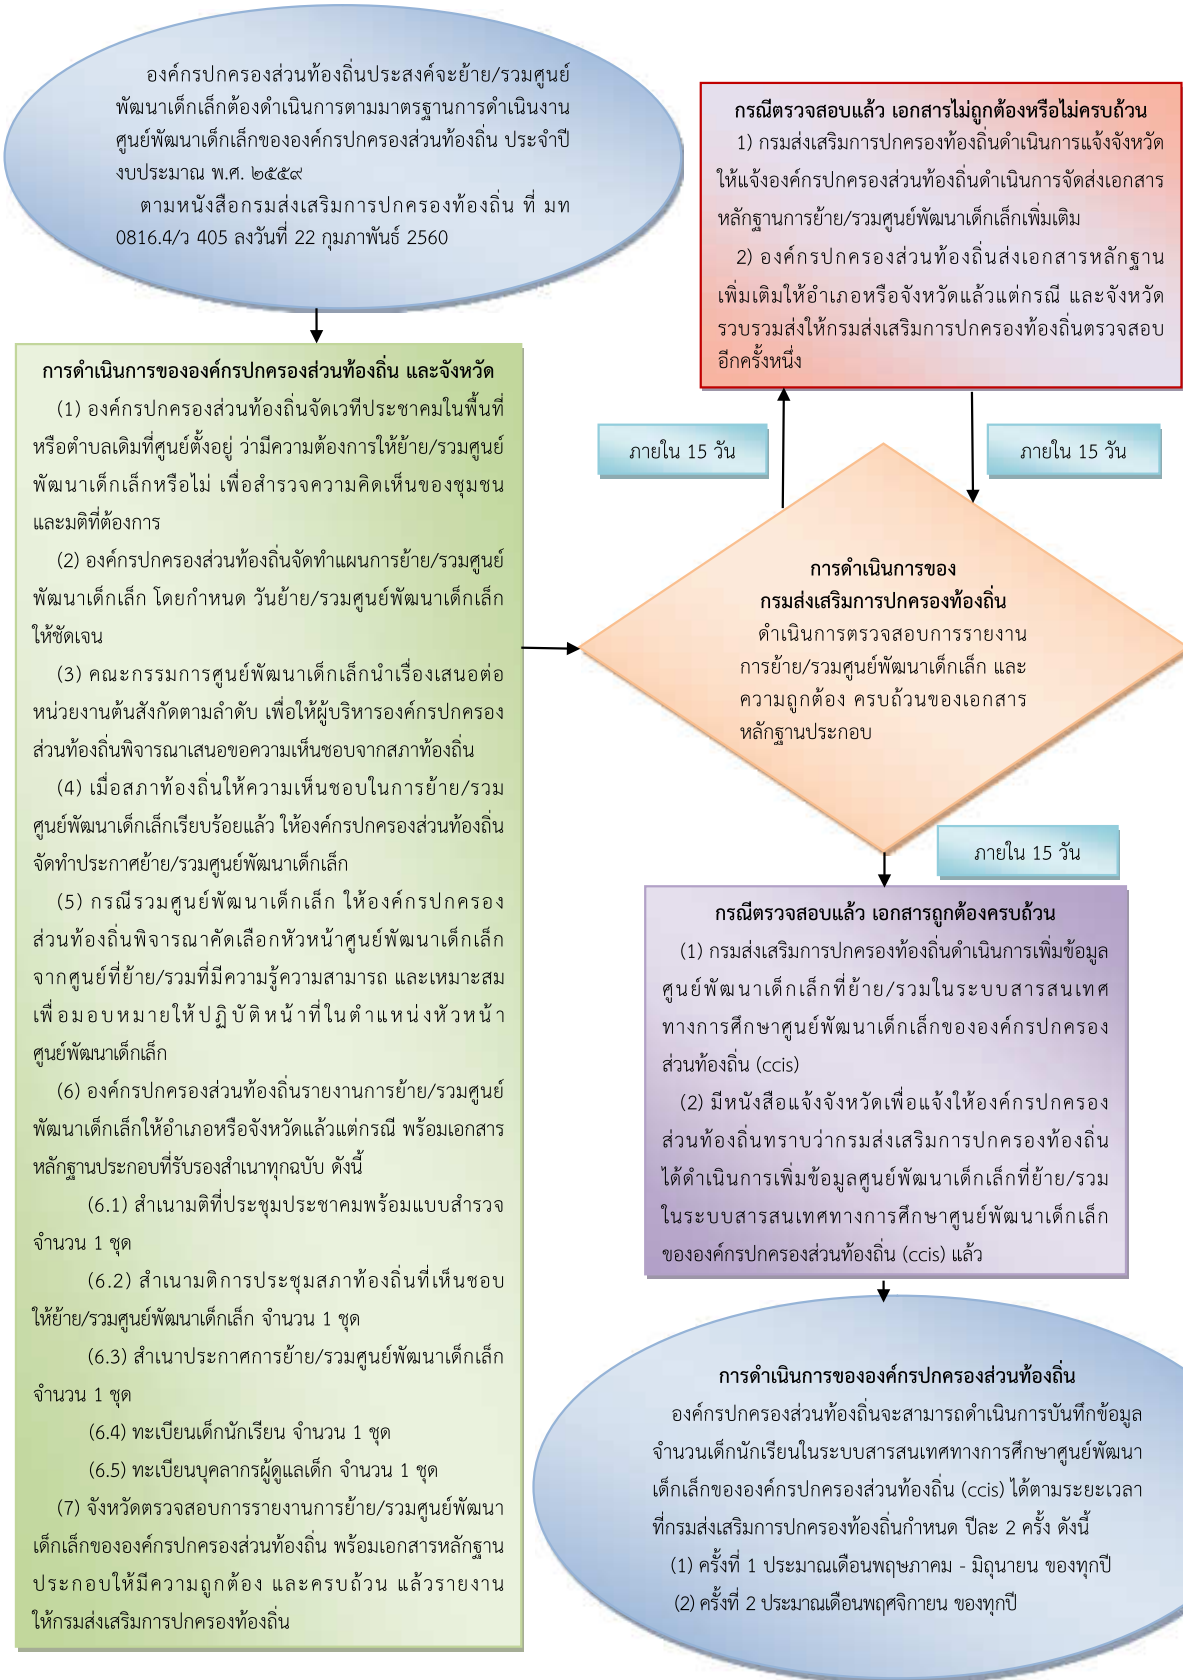 องค์กรปกครองส่วนท้องถิ่นประสงค์จะย้าย/รวมศูนย์
พัฒนาเด็กเล็กต้องดำเนินการตามมาตรฐานการดำเนินงาน
ศูนย์พัฒนาเด็กเล็กขององค์กรปกครองส่วนท้องถิ่น ประจำปี
งบประมาณ พ.ศ. ๒๕๕๙
ตามหนังสือกรมส่งเสริมการปกครองท้องถิ่น ที่ มท
0816.4/ว 405 ลงวันที่ 22 กุมภาพันธ์ 2560
การดำเนินการขององค์กรปกครองส่วนท้องถิ่น และจังหวัด
(1) องค์กรปกครองส่วนท้องถิ่นจัดเวทีประชาคมในพื้นที่
หรือตำบลเดิมที่ศูนย์ตั้งอยู่ ว่ามีความต้องการให้ย้าย/รวมศูนย์
พัฒนาเด็กเล็กหรือไม่ เพื่อสำรวจความคิดเห็นของชุมชน
และมติที่ต้องการ
(2) องค์กรปกครองส่วนท้องถิ่นจัดทำแผนการย้าย/รวมศูนย์
พัฒนาเด็กเล็ก โดยกำหนด วันย้าย/รวมศูนย์พัฒนาเด็กเล็ก
ให้ชัดเจน
(3) คณะกรรมการศูนย์พัฒนาเด็กเล็กนำเรื่องเสนอต่อ
หน่วยงานต้นสังกัดตามลำดับ เพื่อให้ผู้บริหารองค์กรปกครอง
ส่วนท้องถิ่นพิจารณาเสนอขอความเห็นชอบจากสภาท้องถิ่น
(4) เมื่อสภาท้องถิ่นให้ความเห็นชอบในการย้าย/รวม
ศูนย์พัฒนาเด็กเล็กเรียบร้อยแล้ว ให้องค์กรปกครองส่วนท้องถิ่น
จัดทำประกาศย้าย/รวมศูนย์พัฒนาเด็กเล็ก
(5) กรณีรวมศูนย์พัฒนาเด็กเล็ก ให้องค์กรปกครอง
ส่วนท้องถิ่นพิจารณาคัดเลือกหัวหน้าศูนย์พัฒนาเด็กเล็ก
จากศูนย์ที่ย้าย/รวมที่มีความรู้ความสามารถ และเหมาะสม
เพื่อมอบหมายให้ปฏิบัติหน้าที่ในตำแหน่งหัวหน้า
ศูนย์พัฒนาเด็กเล็ก
(6) องค์กรปกครองส่วนท้องถิ่นรายงานการย้าย/รวมศูนย์
พัฒนาเด็กเล็กให้อำเภอหรือจังหวัดแล้วแต่กรณี พร้อมเอกสาร
หลักฐานประกอบที่รับรองสำเนาทุกฉบับ ดังนี้
(6.1) สำเนามติที่ประชุมประชาคมพร้อมแบบสำรวจ
จำนวน 1 ชุด
(6.2) สำเนามติการประชุมสภาท้องถิ่นที่เห็นชอบ
ให้ย้าย/รวมศูนย์พัฒนาเด็กเล็ก จำนวน 1 ชุด
(6.3) สำเนาประกาศการย้าย/รวมศูนย์พัฒนาเด็กเล็ก
จำนวน 1 ชุด
(6.4) ทะเบียนเด็กนักเรียน จำนวน 1 ชุด
(6.5) ทะเบียนบุคลากรผู้ดูแลเด็ก จำนวน 1 ชุด
(7) จังหวัดตรวจสอบการรายงานการย้าย/รวมศูนย์พัฒนา
เด็กเล็กขององค์กรปกครองส่วนท้องถิ่น พร้อมเอกสารหลักฐาน
ประกอบให้มีความถูกต้อง และครบถ้วน แล้วรายงาน
ให้กรมส่งเสริมการปกครองท้องถิ่น
กรณีตรวจสอบแล้ว เอกสารไม่ถูกต้องหรือไม่ครบถ้วน
1) กรมส่งเสริมการปกครองท้องถิ่นดำเนินการแจ้งจังหวัด
ให้แจ้งองค์กรปกครองส่วนท้องถิ่นดำเนินการจัดส่งเอกสาร
หลักฐานการย้าย/รวมศูนย์พัฒนาเด็กเล็กเพิ่มเติม
2) องค์กรปกครองส่วนท้องถิ่นส่งเอกสารหลักฐาน
เพิ่มเติมให้อำเภอหรือจังหวัดแล้วแต่กรณี และจังหวัด
รวบรวมส่งให้กรมส่งเสริมการปกครองท้องถิ่นตรวจสอบ
อีกครั้งหนึ่ง
ภายใน 15 วัน
ภายใน 15 วัน
การดำเนินการของ
กรมส่งเสริมการปกครองท้องถิ่น
ดำเนินการตรวจสอบการรายงาน
การย้าย/รวมศูนย์พัฒนาเด็กเล็ก และ
ความถูกต้อง ครบถ้วนของเอกสาร
หลักฐานประกอบ
ภายใน 15 วัน
กรณีตรวจสอบแล้ว เอกสารถูกต้องครบถ้วน
(1) กรมส่งเสริมการปกครองท้องถิ่นดำเนินการเพิ่มข้อมูล
ศูนย์พัฒนาเด็กเล็กที่ย้าย/รวมในระบบสารสนเทศ
ทางการศึกษาศูนย์พัฒนาเด็กเล็กขององค์กรปกครอง
ส่วนท้องถิ่น (ccis)
(2) มีหนังสือแจ้งจังหวัดเพื่อแจ้งให้องค์กรปกครอง
ส่วนท้องถิ่นทราบว่ากรมส่งเสริมการปกครองท้องถิ่น
ได้ดำเนินการเพิ่มข้อมูลศูนย์พัฒนาเด็กเล็กที่ย้าย/รวม
ในระบบสารสนเทศทางการศึกษาศูนย์พัฒนาเด็กเล็ก
ขององค์กรปกครองส่วนท้องถิ่น (ccis) แล้ว
การดำเนินการขององค์กรปกครองส่วนท้องถิ่น
องค์กรปกครองส่วนท้องถิ่นจะสามารถดำเนินการบันทึกข้อมูล
จำนวนเด็กนักเรียนในระบบสารสนเทศทางการศึกษาศูนย์พัฒนา
เด็กเล็กขององค์กรปกครองส่วนท้องถิ่น (ccis) ได้ตามระยะเวลา
ที่กรมส่งเสริมการปกครองท้องถิ่นกำหนด ปีละ 2 ครั้ง ดังนี้
(1) ครั้งที่ 1 ประมาณเดือนพฤษภาคม - มิถุนายน ของทุกปี
(2) ครั้งที่ 2 ประมาณเดือนพฤศจิกายน ของทุกปี